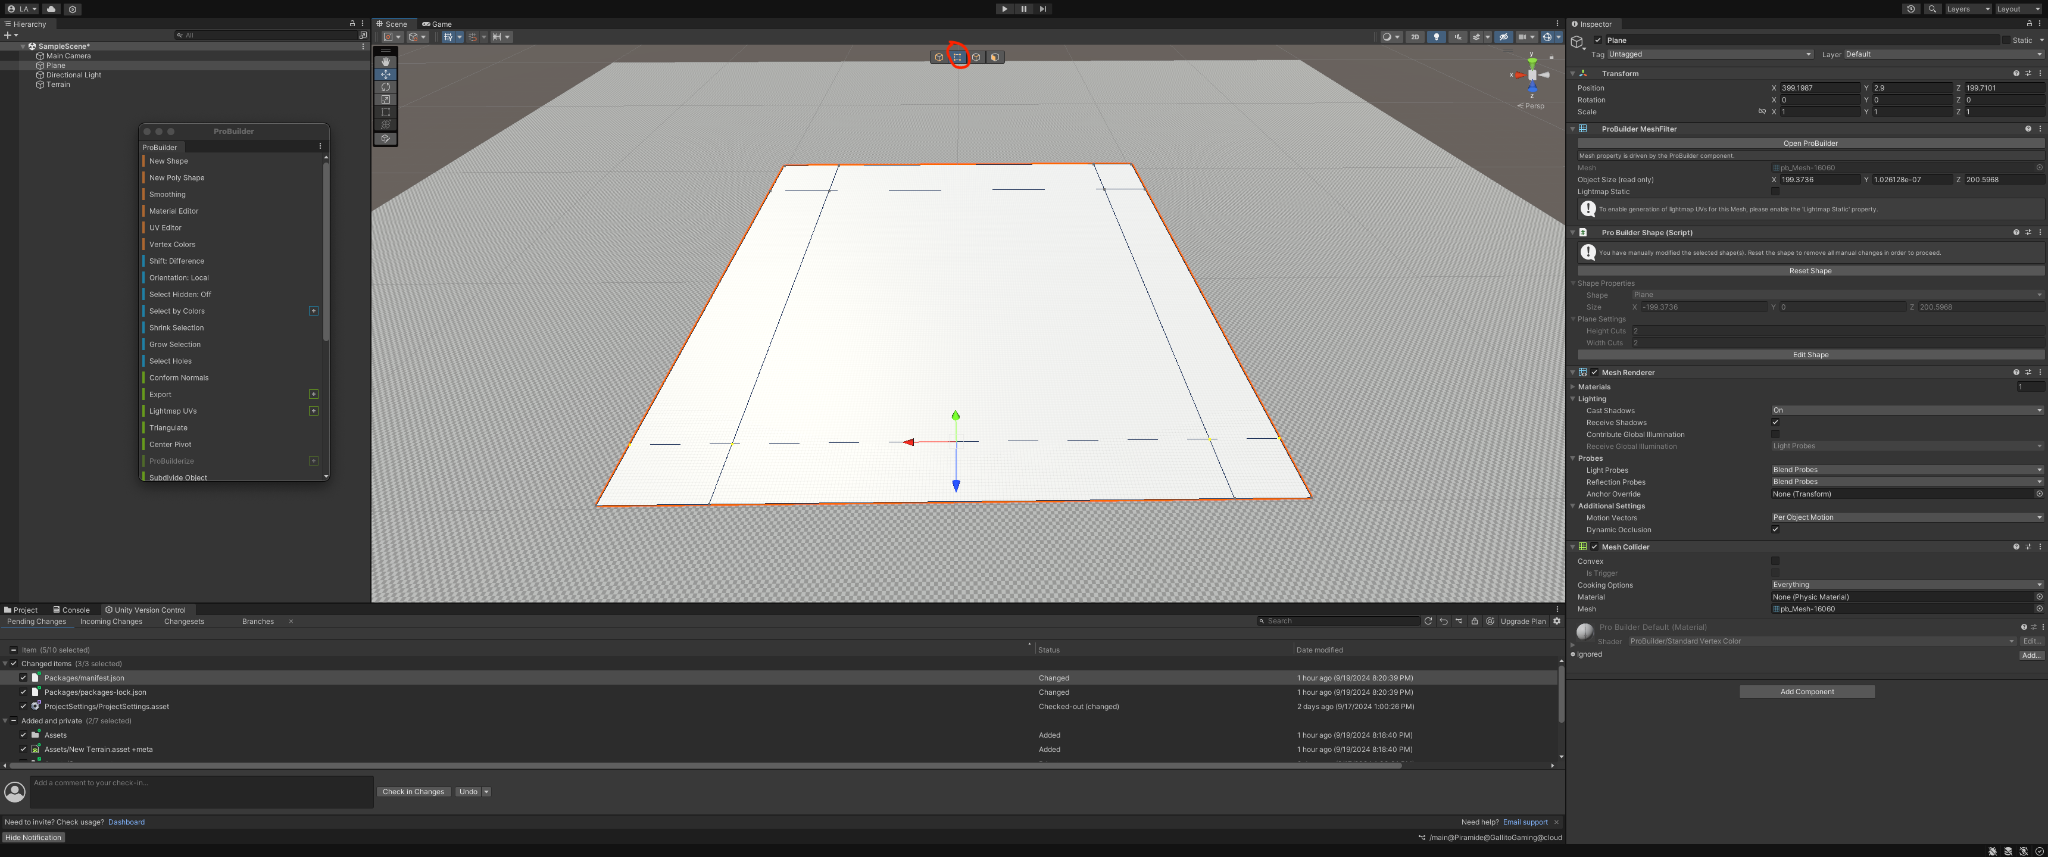 LA
Layers
Layout
Hierarchy
All
SampleScene*
Main Camera
Plane
Directional Light
Terrain
ProBuilder
ProBuilder
New Shape
New Poly Shape
Smoothing
Material Editor
UV Editor
Vertex Colors
Shift: Difference
Orientation: Local
Select Hidden: Off
Select by Colors
Shrink Selection
Grow Selection
Select Holes
Conform Normals
Export
Lightmap UVs
Triangulate
Center Pivot
ProBuilderize
Subdivide Object
Scene Game
2D
y
x
z
Persp
Inspector
Plane Static
Tag Untagged Layer Default
Transform
Position X 399.1987 Y 2.9 Z 199.7101
Rotation X 0 Y 0 Z 0
Scale X 1 Y 1 Z 1
ProBuilder MeshFilter
Open ProBuilder
Mesh property is driven by the ProBuilder component.
Mesh pb_Mesh-16060
Object Size (read only) X 199.3736 Y 1.026128e-07 Z 200.5968
Lightmap Static
To enable generation of lightmap UVs for this Mesh, please enable the 'Lightmap Static' property.
Pro Builder Shape (Script)
You have manually modified the selected shape(s). Reset the shape to remove all manual changes in order to proceed.
Reset Shape
Shape Properties
Shape Plane
Size X -199.3736 Y 0 Z 200.5968
Plane Settings
Height Cuts 2
Width Cuts 2
Edit Shape
Mesh Renderer
Materials 1
Lighting
Cast Shadows On
Receive Shadows
Contribute Global Illumination
Receive Global Illumination Light Probes
Probes
Light Probes Blend Probes
Reflection Probes Blend Probes
Anchor Override None (Transform)
Additional Settings
Motion Vectors Per Object Motion
Dynamic Occlusion
Mesh Collider
Convex
Is Trigger
Cooking Options Everything
Material None (Physic Material)
Mesh pb_Mesh-16060
Pro Builder Default (Material)
Shader ProBuilder/Standard Vertex Color Edit...
Ignored
Add...
Add Component
Project Console Unity Version Control
Pending Changes Incoming Changes Changesets Branches Search Upgrade Plan
Item (5/10 selected) Status Date modified
Changed items (3/3 selected)
Packages/manifest.json Changed 1 hour ago (9/19/2024 8:20:39 PM)
Packages/packages-lock.json Changed 1 hour ago (9/19/2024 8:20:39 PM)
ProjectSettings/ProjectSettings.asset Checked-out (changed) 2 days ago (9/17/2024 1:00:26 PM)
Added and private (2/7 selected)
Assets Added 1 hour ago (9/19/2024 8:18:40 PM)
Assets/New Terrain.asset +meta Added 1 hour ago (9/19/2024 8:18:40 PM)
Add a comment to your check-in...
Check in Changes Undo
Need to invite? Check usage? Dashboard Need help? Email support
Hide Notification /main@Piramide@GallitoGaming@cloud